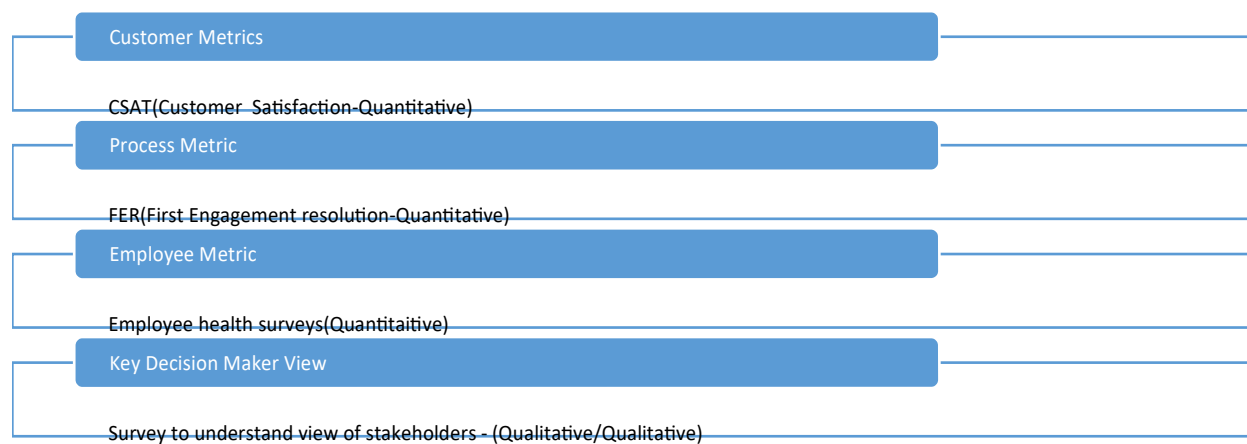 Customer Metrics
CSAT(Customer  Satisfaction-Quantitative)
Process Metric
FER(First Engagement resolution-Quantitative)
Employee Metric
Employee health surveys(Quantitaitive)
Key Decision Maker View
Survey to understand view of stakeholders - (Qualitative/Qualitative)